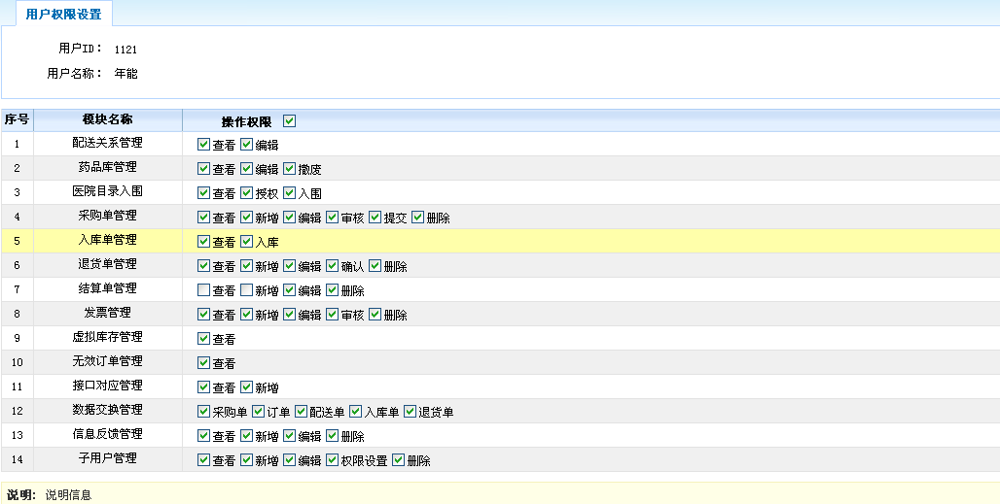 用户权限设置
用户ID： 1121
用户名称： 年能
序号 模块名称 操作权限
1 配送关系管理 查看 编辑
2 药品库管理 查看 编辑 撤废
3 医院目录入围 查看 授权 入围
4 采购单管理 查看 新增 编辑 审核 提交 删除
5 入库单管理 查看 入库
6 退货单管理 查看 新增 编辑 确认 删除
7 结算单管理 查看 新增 编辑 删除
8 发票管理 查看 新增 编辑 审核 删除
9 虚拟库存管理 查看
10 无效订单管理 查看
11 接口对应管理 查看 新增
12 数据交换管理 采购单 订单 配送单 入库单 退货单
13 信息反馈管理 查看 新增 编辑 删除
14 子用户管理 查看 新增 编辑 权限设置 删除
说明: 说明信息